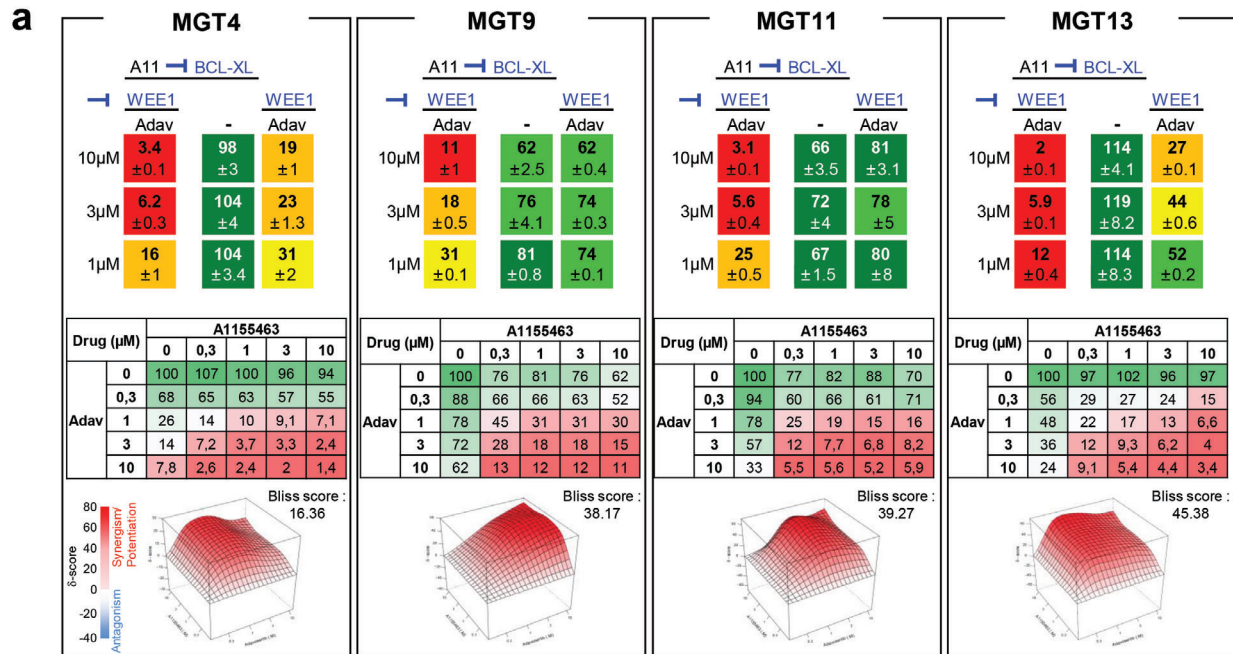 a
MGT4
A11 BCL-XL
WEE1 WEE1
Adav - Adav
10µM 3.4 ±0.1 98 ±3 19 ±1
3µM 6.2 ±0.3 104 ±4 23 ±1.3
1µM 16 ±1 104 ±3.4 31 ±2
Drug (µM) A1155463
0 0,3 1 3 10
Adav
0 100 107 100 96 94
0,3 68 65 63 57 55
1 26 14 10 9,1 7,1
3 14 7,2 3,7 3,3 2,4
10 7,8 2,6 2,4 2 1,4
Bliss score :
16.36
δ-score
80
60
40
20
0
-20
-40
Synergism/
Potentiation
Antagonism
MGT9
A11 BCL-XL
WEE1 WEE1
Adav - Adav
10µM 11 ±1 62 ±2.5 62 ±0.4
3µM 18 ±0.5 76 ±4.1 74 ±0.3
1µM 31 ±0.1 81 ±0.8 74 ±0.1
Drug (µM) A1155463
0 0,3 1 3 10
Adav
0 100 76 81 76 62
0,3 88 66 66 63 52
1 78 45 31 31 30
3 72 28 18 18 15
10 62 13 12 12 11
Bliss score :
38.17
MGT11
A11 BCL-XL
WEE1 WEE1
Adav - Adav
10µM 3.1 ±0.1 66 ±3.5 81 ±3.1
3µM 5.6 ±0.4 72 ±4 78 ±5
1µM 25 ±0.5 67 ±1.5 80 ±8
Drug (µM) A1155463
0 0,3 1 3 10
Adav
0 100 77 82 88 70
0,3 94 60 66 61 71
1 78 25 19 15 16
3 57 12 7,7 6,8 8,2
10 33 5,5 5,6 5,2 5,9
Bliss score :
39.27
MGT13
A11 BCL-XL
WEE1 WEE1
Adav - Adav
10µM 2 ±0.1 114 ±4.1 27 ±0.1
3µM 5.9 ±0.1 119 ±8.2 44 ±0.6
1µM 12 ±0.4 114 ±8.3 52 ±0.2
Drug (µM) A1155463
0 0,3 1 3 10
Adav
0 100 97 102 96 97
0,3 56 29 27 24 15
1 48 22 17 13 6,6
3 36 12 9,3 6,2 4
10 24 9,1 5,4 4,4 3,4
Bliss score :
45.38